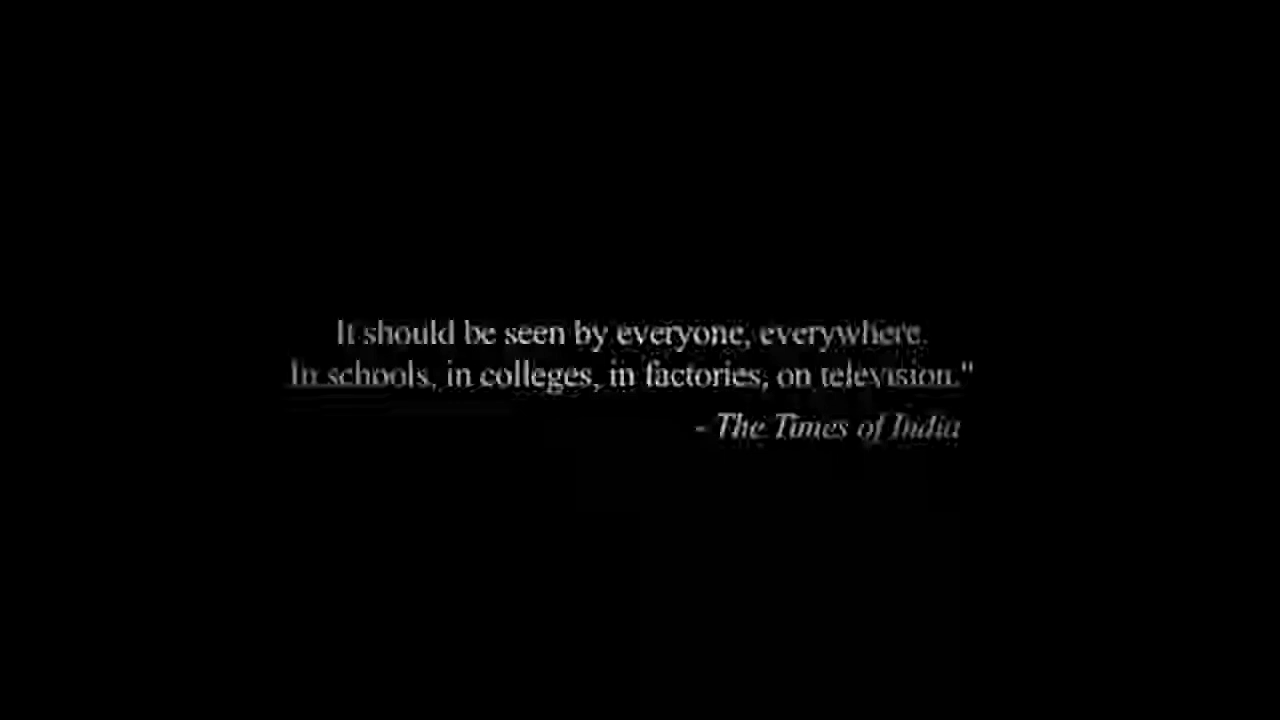 It should be seen by everyone, everywhere.
In schools, in colleges, in factories, on television."
- The Times of India